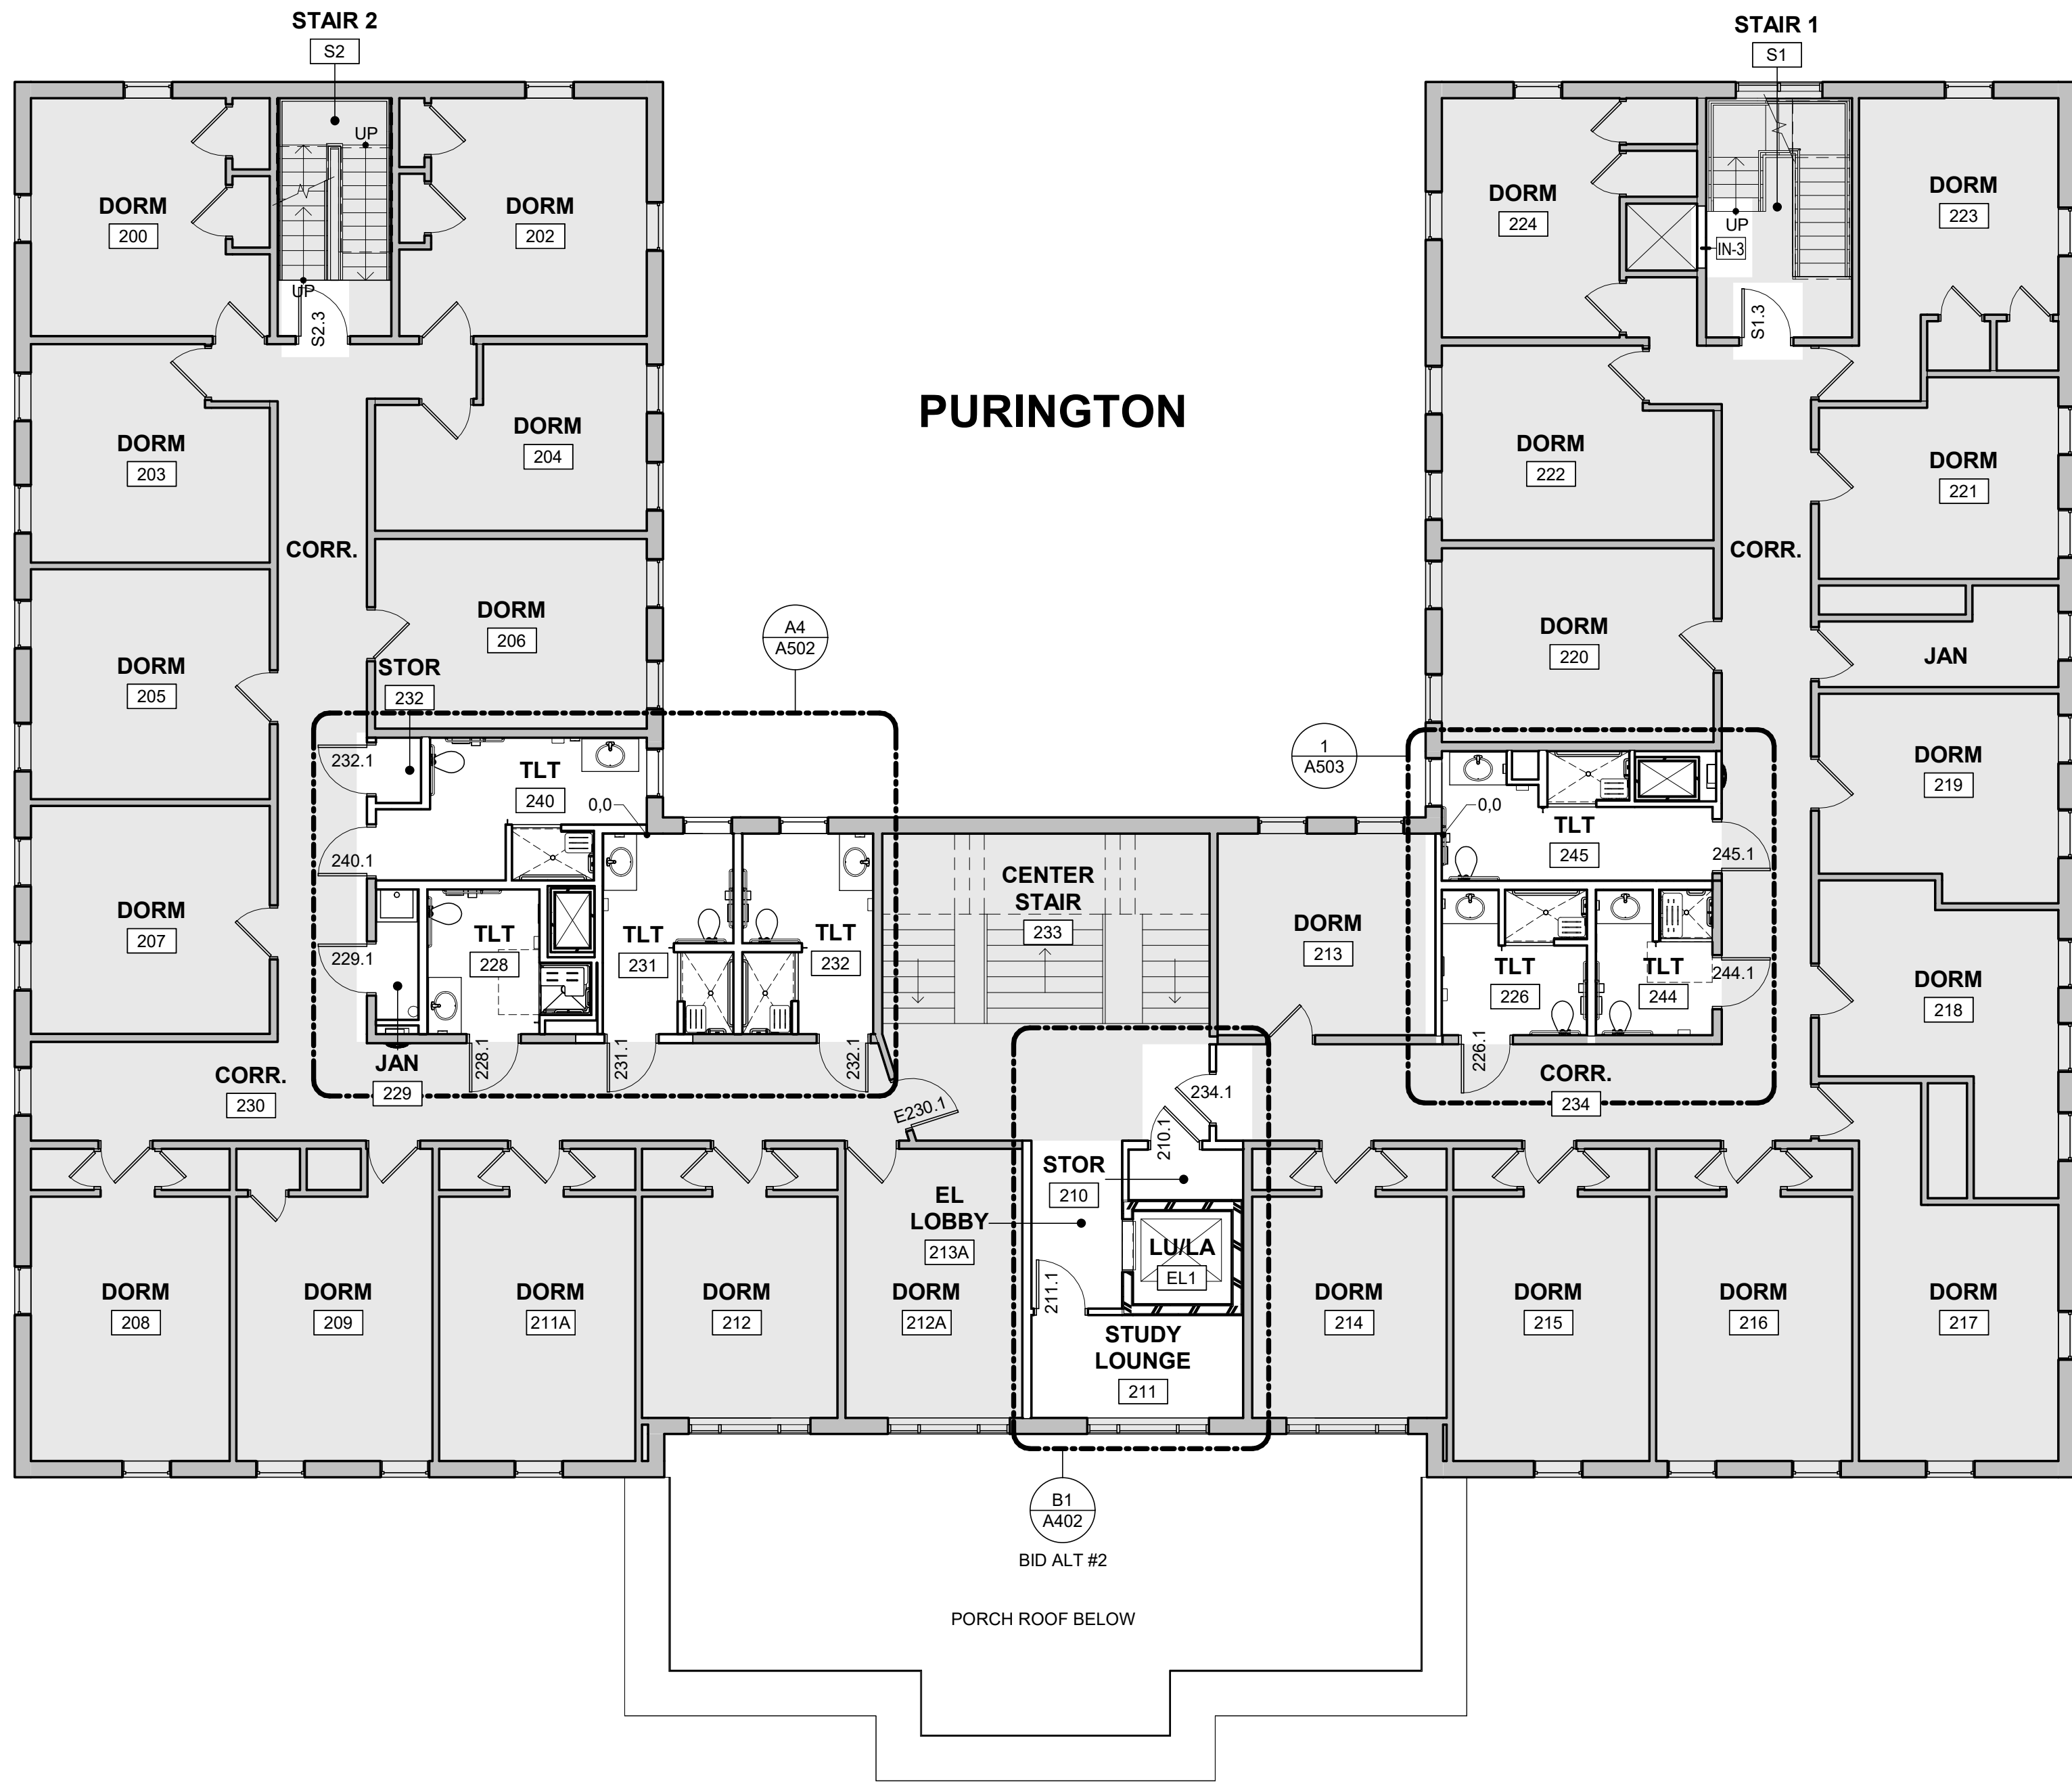 STAIR 2
S2
STAIR 1
S1
UP
UP
S2.3
DORM
200
DORM
202
DORM
224
UP
IN-3
S1.3
DORM
223
PURINGTON
DORM
203
DORM
204
DORM
222
DORM
221
CORR.
CORR.
DORM
206
A4
A502
DORM
220
JAN
DORM
205
STOR
232
232.1
TLT
240
0,0
240.1
1
A503
0,0
TLT
245
245.1
DORM
219
DORM
207
229.1
TLT
228
TLT
231
TLT
232
CENTER
STAIR
233
DORM
213
TLT
226
TLT
244
244.1
DORM
218
CORR.
230
JAN
229
228.1
231.1
232.1
E230.1
234.1
210.1
226.1
CORR.
234
STOR
210
EL
LOBBY
213A
LU/LA
EL1
211.1
DORM
208
DORM
209
DORM
211A
DORM
212
DORM
212A
STUDY
LOUNGE
211
DORM
214
DORM
215
DORM
216
DORM
217
B1
A402
BID ALT #2
PORCH ROOF BELOW